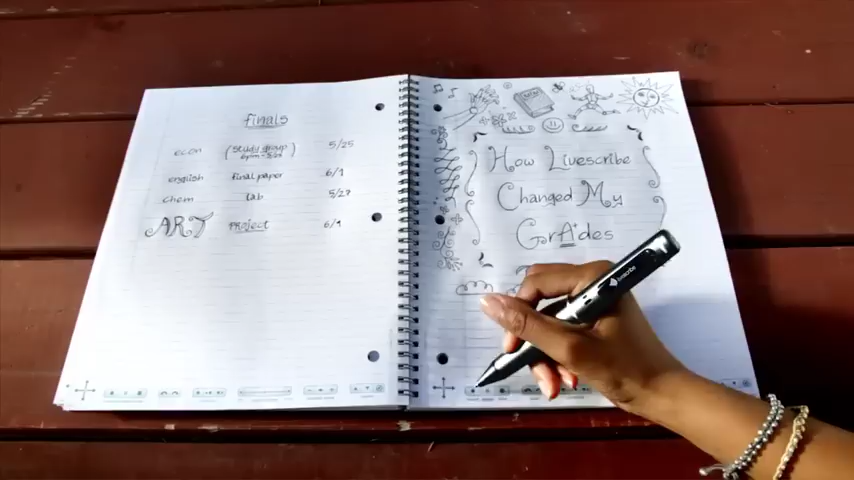 finals
econ (study group 6pm - 8pm) 5/25
english final paper 6/1
chem lab 5/27
ART PROJECT 6/1
How Livescribe
Changed My
GrAdes
livescribe